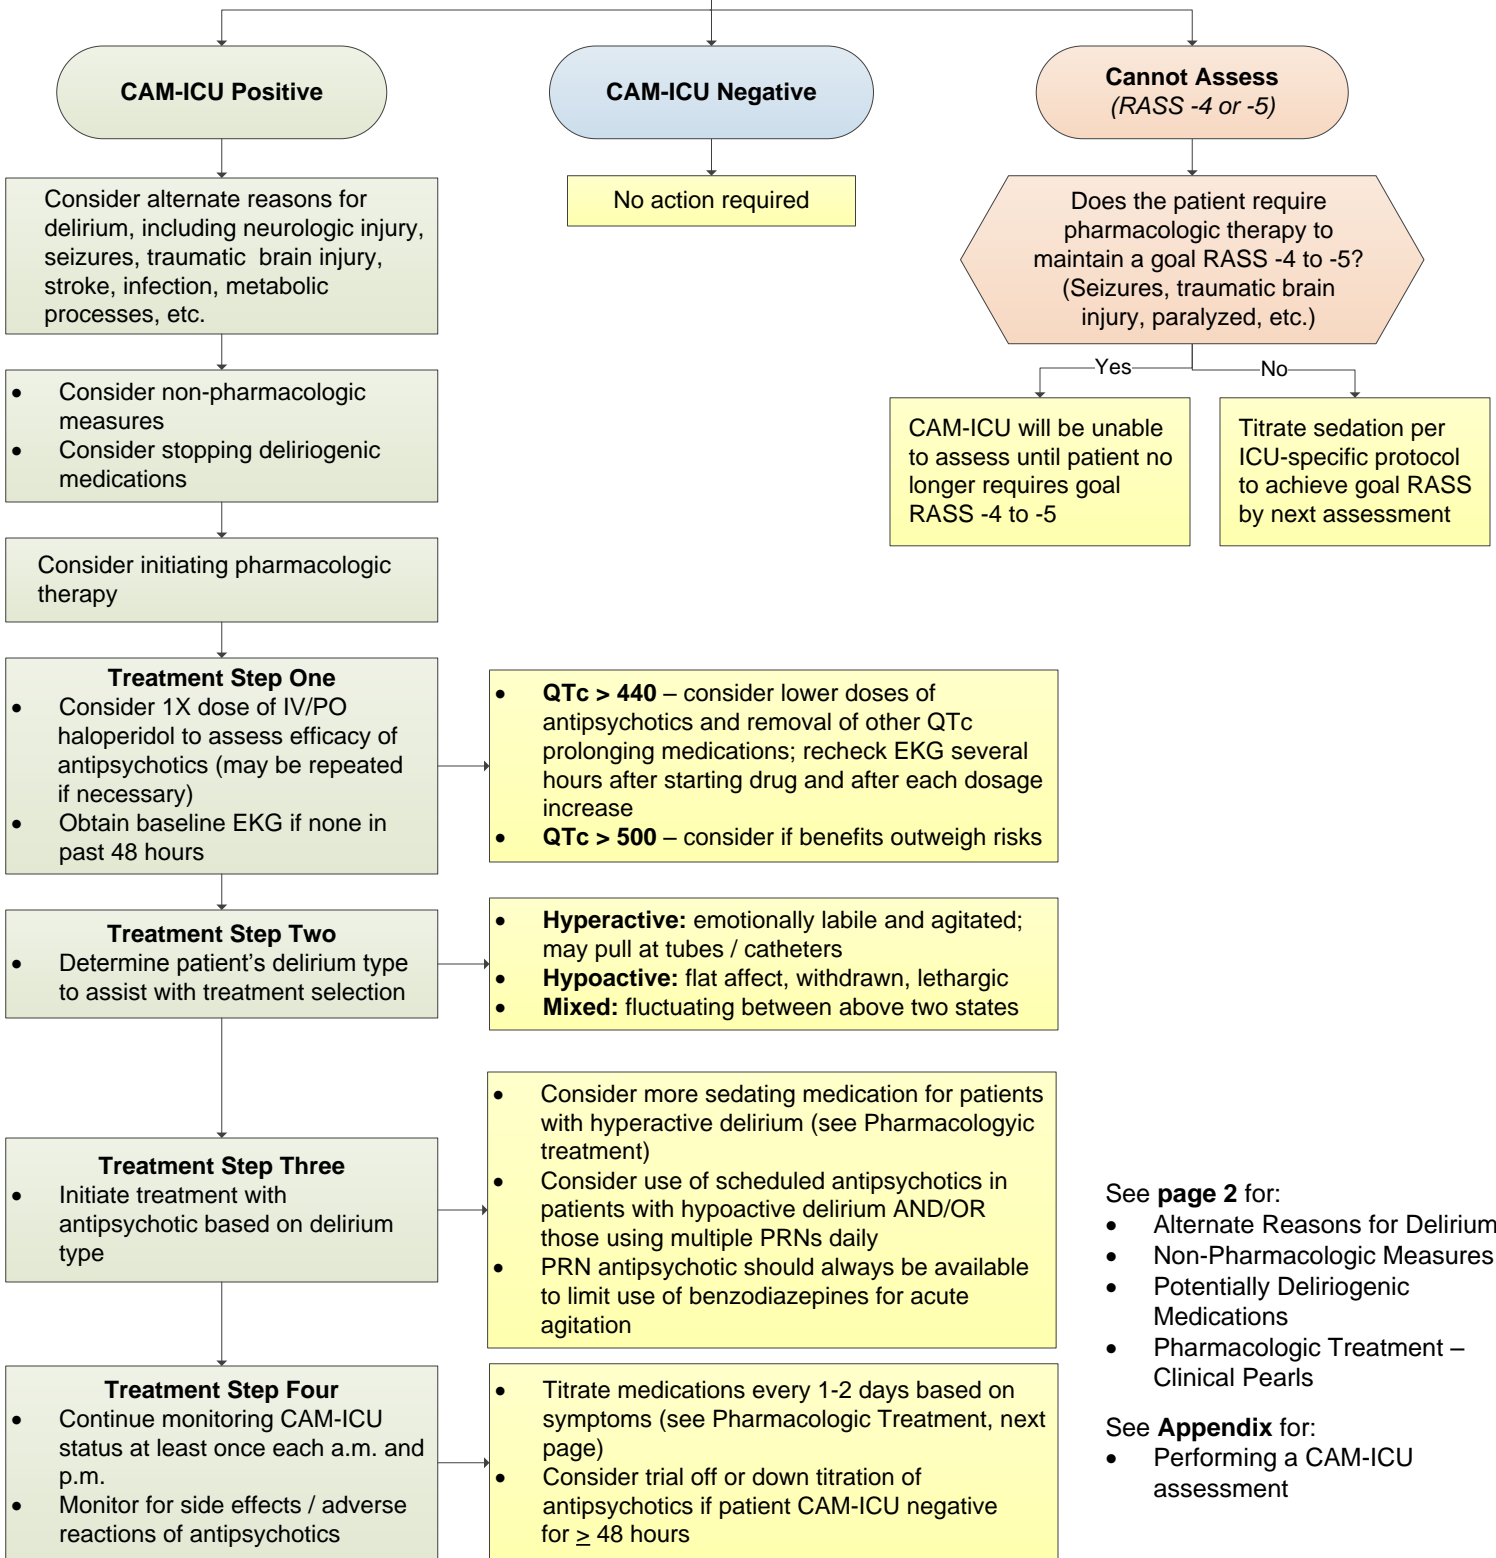 CAM-ICU Positive
CAM-ICU Negative
Cannot Assess
(RASS -4 or -5)
Consider alternate reasons for
delirium, including neurologic injury,
seizures, traumatic brain injury,
stroke, infection, metabolic
processes, etc.
No action required
Does the patient require
pharmacologic therapy to
maintain a goal RASS -4 to -5?
(Seizures, traumatic brain
injury, paralyzed, etc.)
Yes
No
• Consider non-pharmacologic
measures
• Consider stopping deliriogenic
medications
CAM-ICU will be unable
to assess until patient no
longer requires goal
RASS -4 to -5
Titrate sedation per
ICU-specific protocol
to achieve goal RASS
by next assessment
Consider initiating pharmacologic
therapy
Treatment Step One
• Consider 1X dose of IV/PO
haloperidol to assess efficacy of
antipsychotics (may be repeated
if necessary)
• Obtain baseline EKG if none in
past 48 hours
• QTc > 440 – consider lower doses of
antipsychotics and removal of other QTc
prolonging medications; recheck EKG several
hours after starting drug and after each dosage
increase
• QTc > 500 – consider if benefits outweigh risks
Treatment Step Two
• Determine patient's delirium type
to assist with treatment selection
• Hyperactive: emotionally labile and agitated;
may pull at tubes / catheters
• Hypoactive: flat affect, withdrawn, lethargic
• Mixed: fluctuating between above two states
Treatment Step Three
• Initiate treatment with
antipsychotic based on delirium
type
• Consider more sedating medication for patients
with hyperactive delirium (see Pharmacologyic
treatment)
• Consider use of scheduled antipsychotics in
patients with hypoactive delirium AND/OR
those using multiple PRNs daily
• PRN antipsychotic should always be available
to limit use of benzodiazepines for acute
agitation
Treatment Step Four
• Continue monitoring CAM-ICU
status at least once each a.m. and
p.m.
• Monitor for side effects / adverse
reactions of antipsychotics
• Titrate medications every 1-2 days based on
symptoms (see Pharmacologic Treatment, next
page)
• Consider trial off or down titration of
antipsychotics if patient CAM-ICU negative
for ≥ 48 hours
See page 2 for:
• Alternate Reasons for Delirium
• Non-Pharmacologic Measures
• Potentially Deliriogenic
Medications
• Pharmacologic Treatment –
Clinical Pearls
See Appendix for:
• Performing a CAM-ICU
assessment